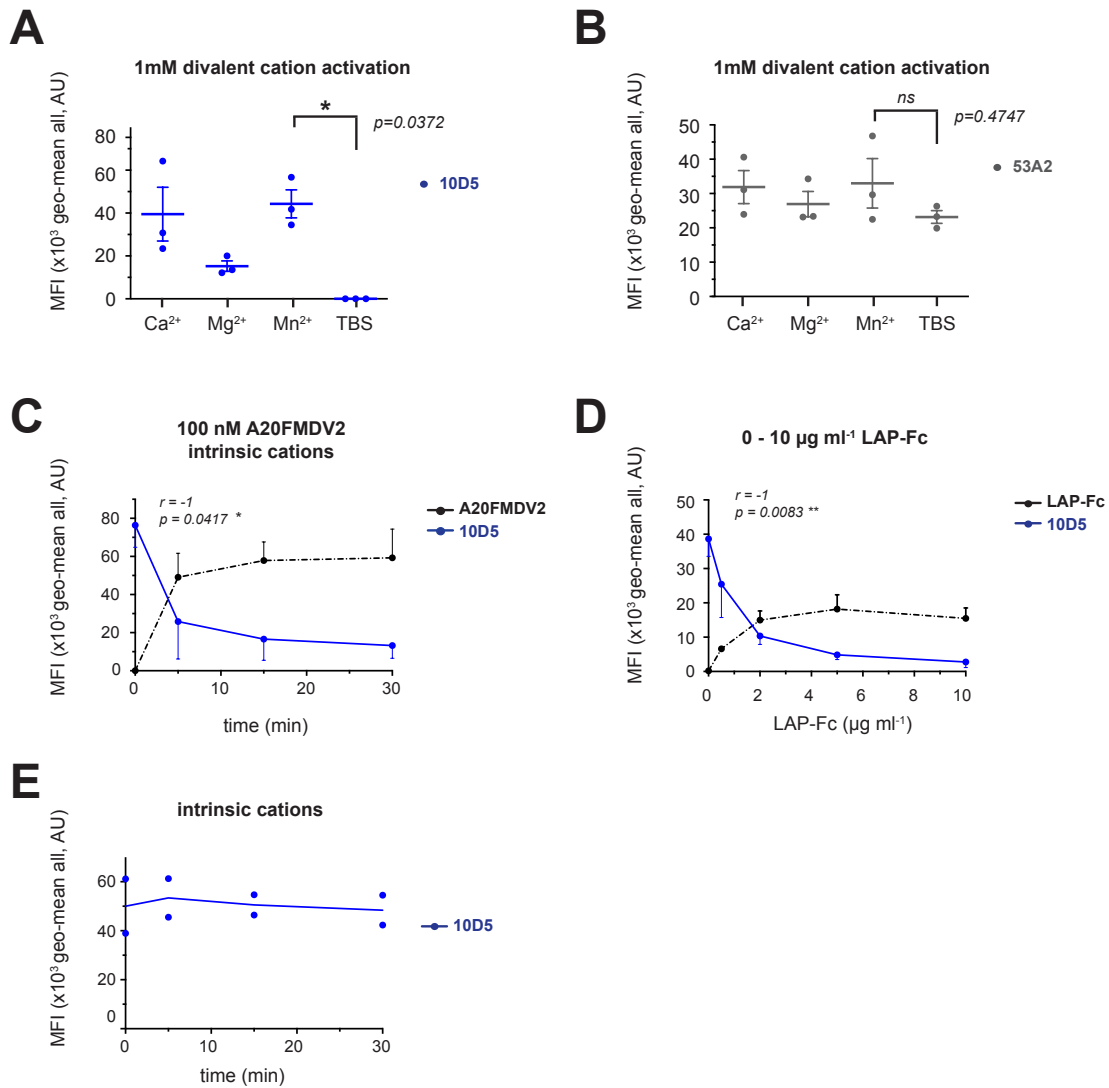 A
1mM divalent cation activation
MFI (x10³ geo-mean all, AU)
*
p=0.0372
80
60
40
20
0
Ca²⁺ Mg²⁺ Mn²⁺ TBS
10D5
B
1mM divalent cation activation
MFI (x10³ geo-mean all, AU)
ns
p=0.4747
50
40
30
20
10
0
Ca²⁺ Mg²⁺ Mn²⁺ TBS
53A2
C
100 nM A20FMDV2
intrinsic cations
MFI (x10³ geo-mean all, AU)
r = -1
p = 0.0417 *
80
60
40
20
0
0 10 20 30
time (min)
A20FMDV2
10D5
D
0 - 10 µg ml⁻¹ LAP-Fc
MFI (x10³ geo-mean all, AU)
r = -1
p = 0.0083 **
50
40
30
20
10
0
0 2 4 6 8 10
LAP-Fc (µg ml⁻¹)
LAP-Fc
10D5
E
intrinsic cations
MFI (x10³ geo-mean all, AU)
60
40
20
0
0 10 20 30
time (min)
10D5